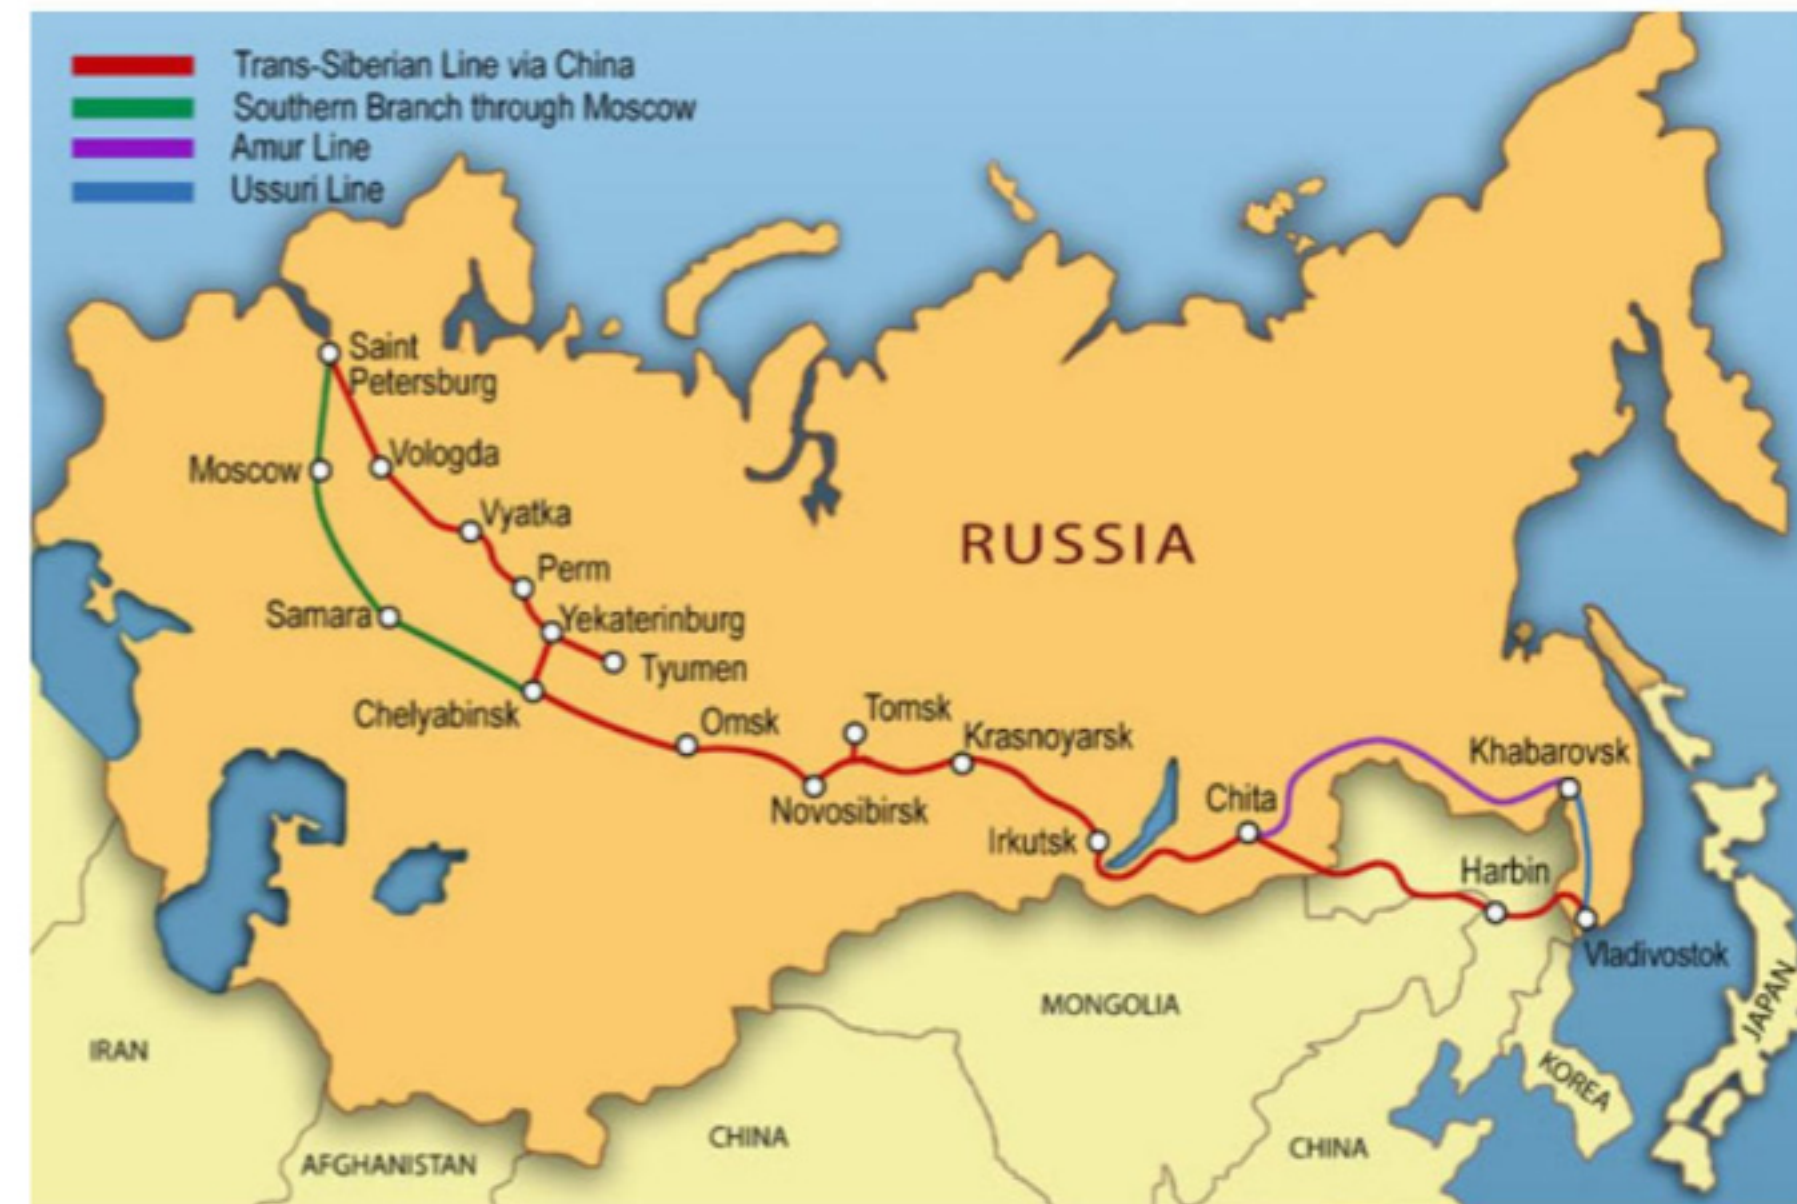 Trans-Siberian Line via China
Southern Branch through Moscow
Amur Line
Ussuri Line
Saint
Petersburg
Moscow
Vologda
Vyatka
RUSSIA
Perm
Samara
Yekaterinburg
Tyumen
Chelyabinsk
Omsk
Tomsk
Krasnoyarsk
Khabarovsk
Novosibirsk
Chita
Irkutsk
Harbin
Vladivostok
MONGOLIA
JAPAN
IRAN
KOREA
CHINA
CHINA
AFGHANISTAN